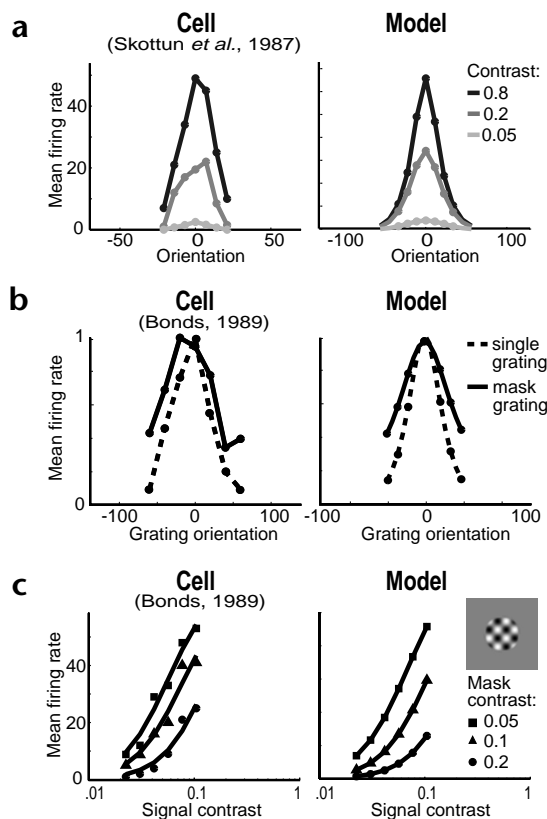 a
Cell
(Skottun et al., 1987)
Model
Mean firing rate
40
20
0
-50
0
50
Orientation
-100
0
100
Orientation
Contrast:
0.8
0.2
0.05
b
Cell
(Bonds, 1989)
Model
Mean firing rate
1
0
-100
0
100
Grating orientation
-100
0
100
Grating orientation
single
grating
mask
grating
c
Cell
(Bonds, 1989)
Model
Mean firing rate
40
20
0
.01
0.1
1
Signal contrast
.01
0.1
1
Signal contrast
Mask
contrast:
0.05
0.1
0.2